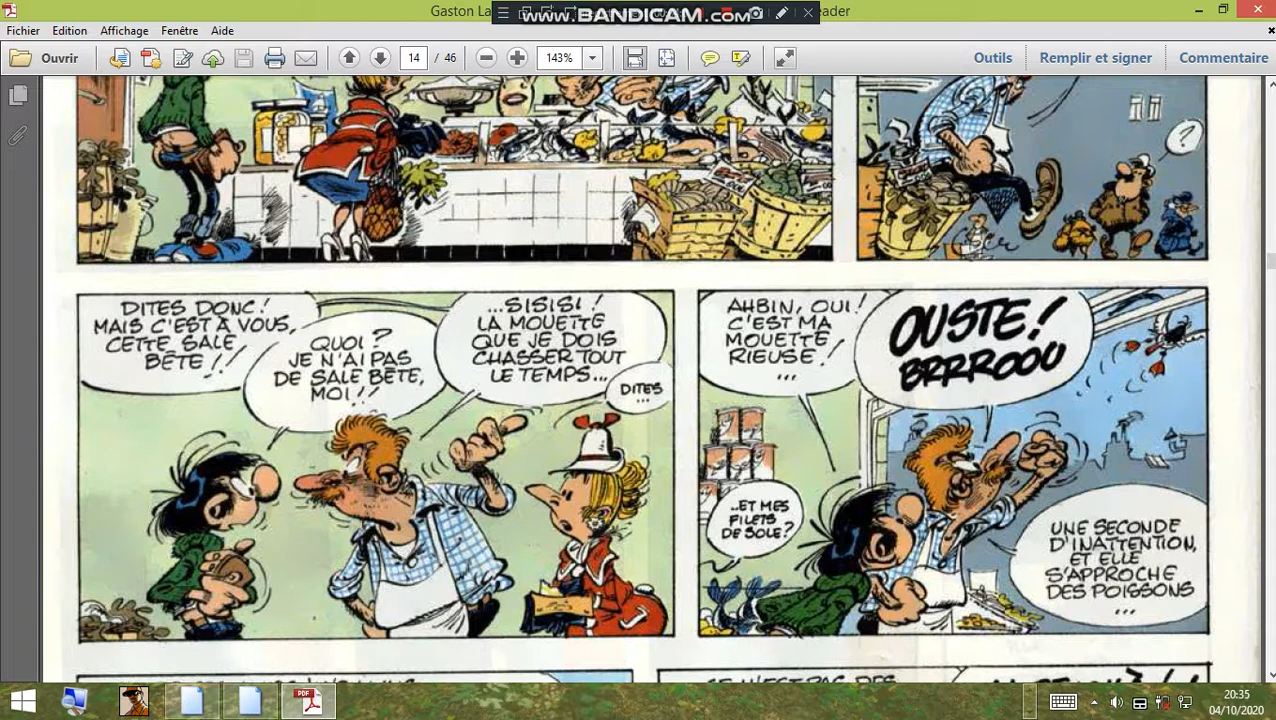 Gaston La
www.BANDICAM.com
eader
Fichier Edition Affichage Fenêtre Aide
Ouvrir
14 / 46
143%
Outils
Remplir et signer
Commentaire
?
DITES DONC!
MAIS C'EST À VOUS,
CETTE SALE
BÊTE!!
QUOI?
JE N'AI PAS
DE SALE BÊTE,
MOI!!
...SISISI!
LA MOUETTE
QUE JE DOIS
CHASSER TOUT
LE TEMPS...
DITES
...
AHBIN, OUI!
C'EST MA
MOUETTE
RIEUSE!
...
OUSTE!
BRRROOU
..ET MES
FILETS
DE SOLE?
UNE SECONDE
D'INATTENTION,
ET ELLE
S'APPROCHE
DES POISSONS
...
PDF
20:35
04/10/2020